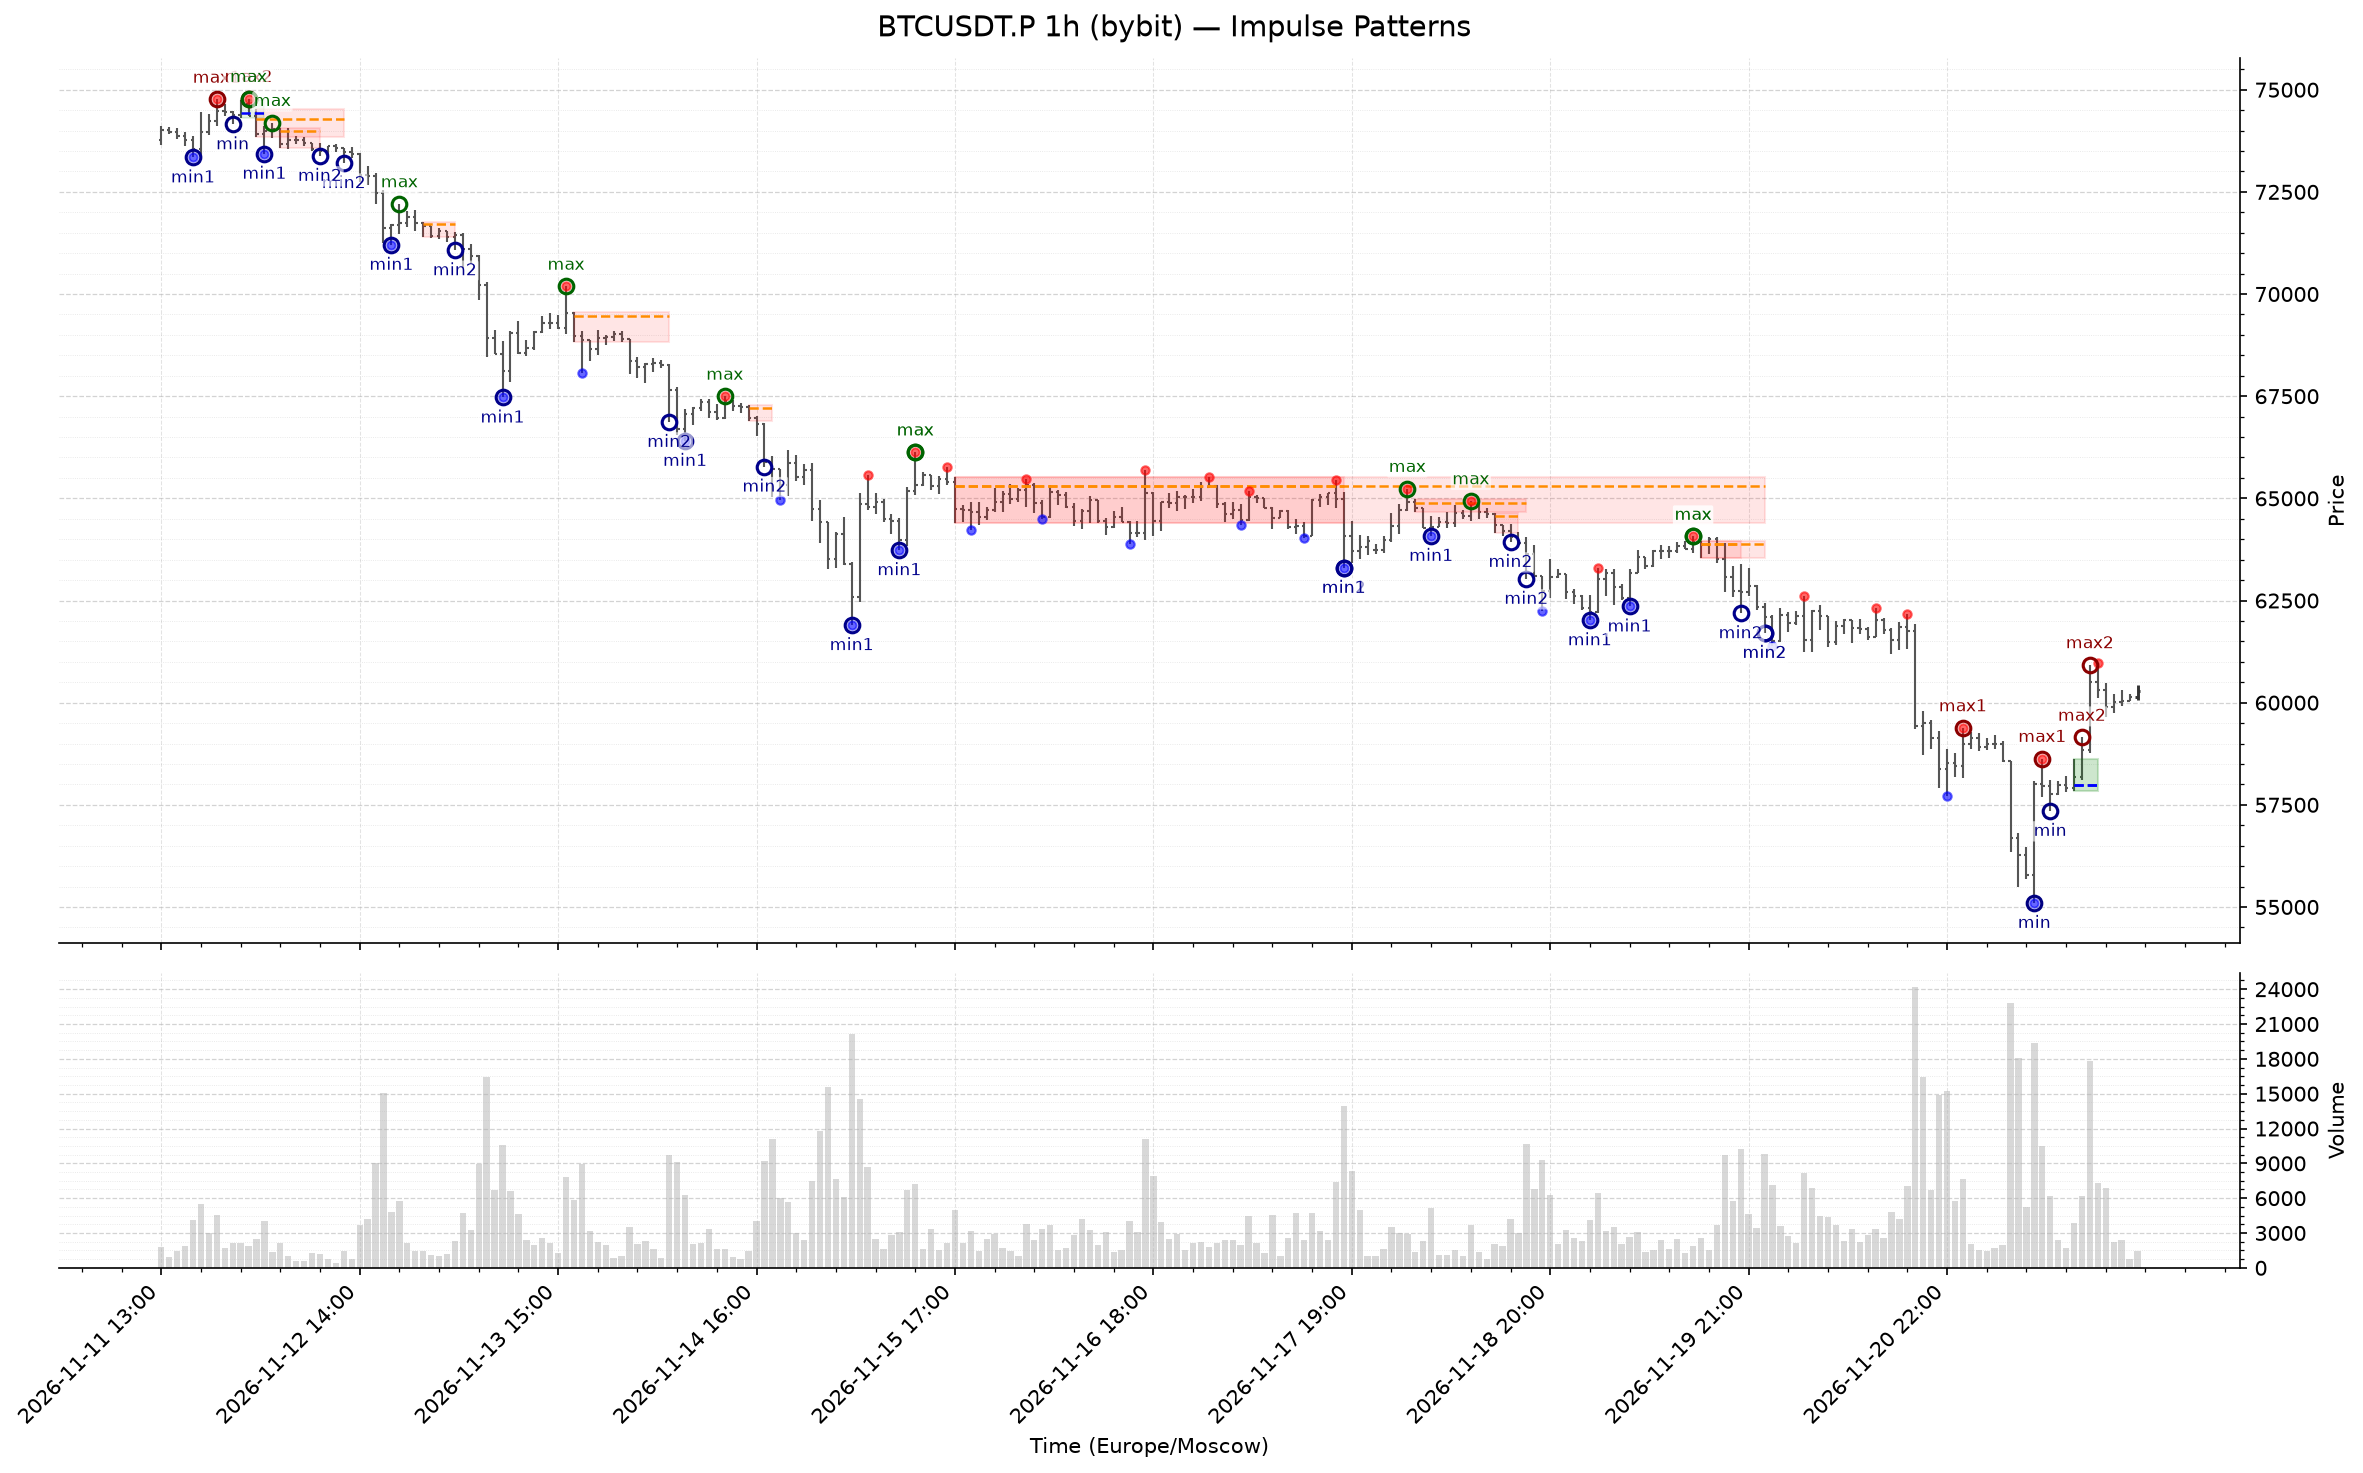 BTCUSDT.P 1h (bybit) — Impulse Patterns
max
max
max
min
min1
min1
min2
min2
max
min1
min2
max
min1
max
min2
min1
min2
max
min1
min1
max
max
min1
min1
min2
min2
max
min1
min1
min2
min2
max2
max1
max2
max1
min
min
75000
72500
70000
67500
65000
62500
60000
57500
55000
Price
24000
21000
18000
15000
12000
9000
6000
3000
0
Volume
2026-11-11 13:00
2026-11-12 14:00
2026-11-13 15:00
2026-11-14 16:00
2026-11-15 17:00
2026-11-16 18:00
2026-11-17 19:00
2026-11-18 20:00
2026-11-19 21:00
2026-11-20 22:00
Time (Europe/Moscow)